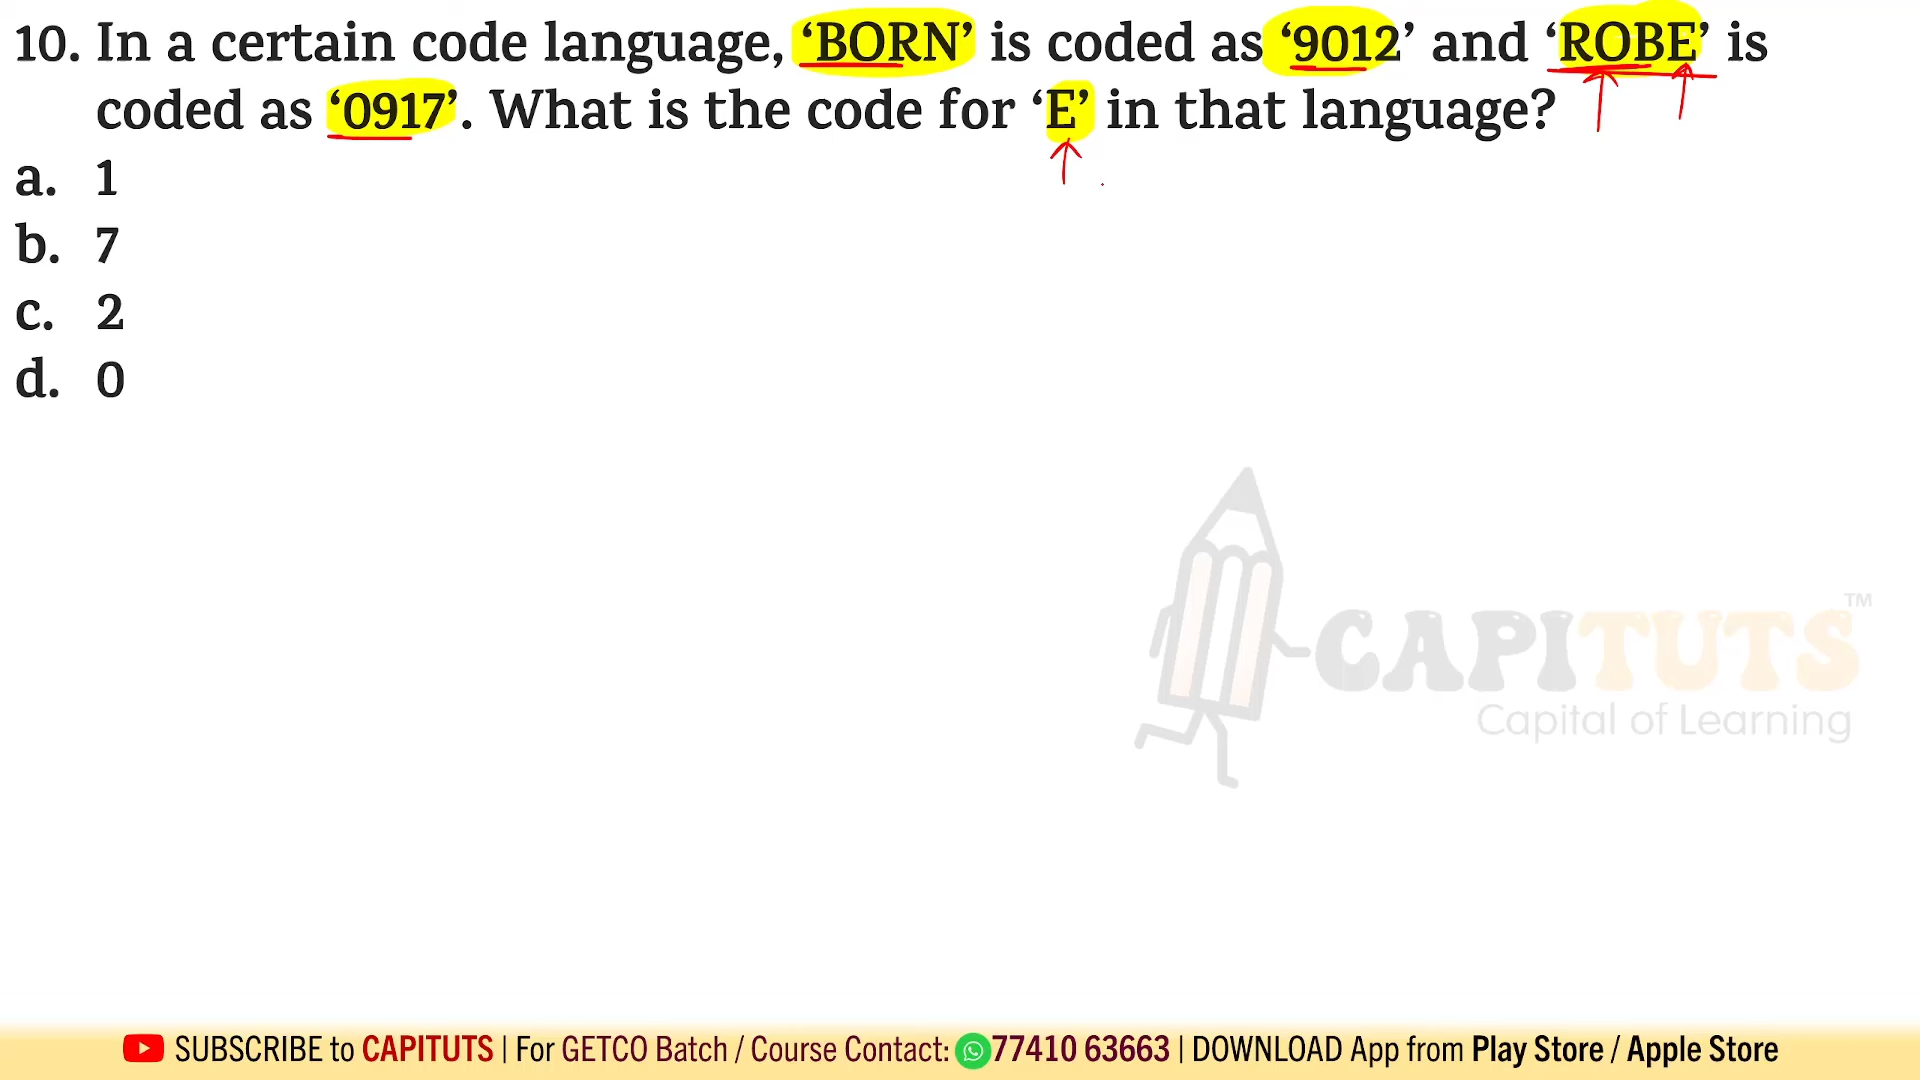 10. In a certain code language, ‘BORN’ is coded as ‘9012’ and ‘ROBE’ is
coded as ‘0917’. What is the code for ‘E’ in that language?
a. 1
b. 7
c. 2
d. 0
CAPITUTS™
Capital of Learning
SUBSCRIBE to CAPITUTS | For GETCO Batch / Course Contact: 77410 63663 | DOWNLOAD App from Play Store / Apple Store